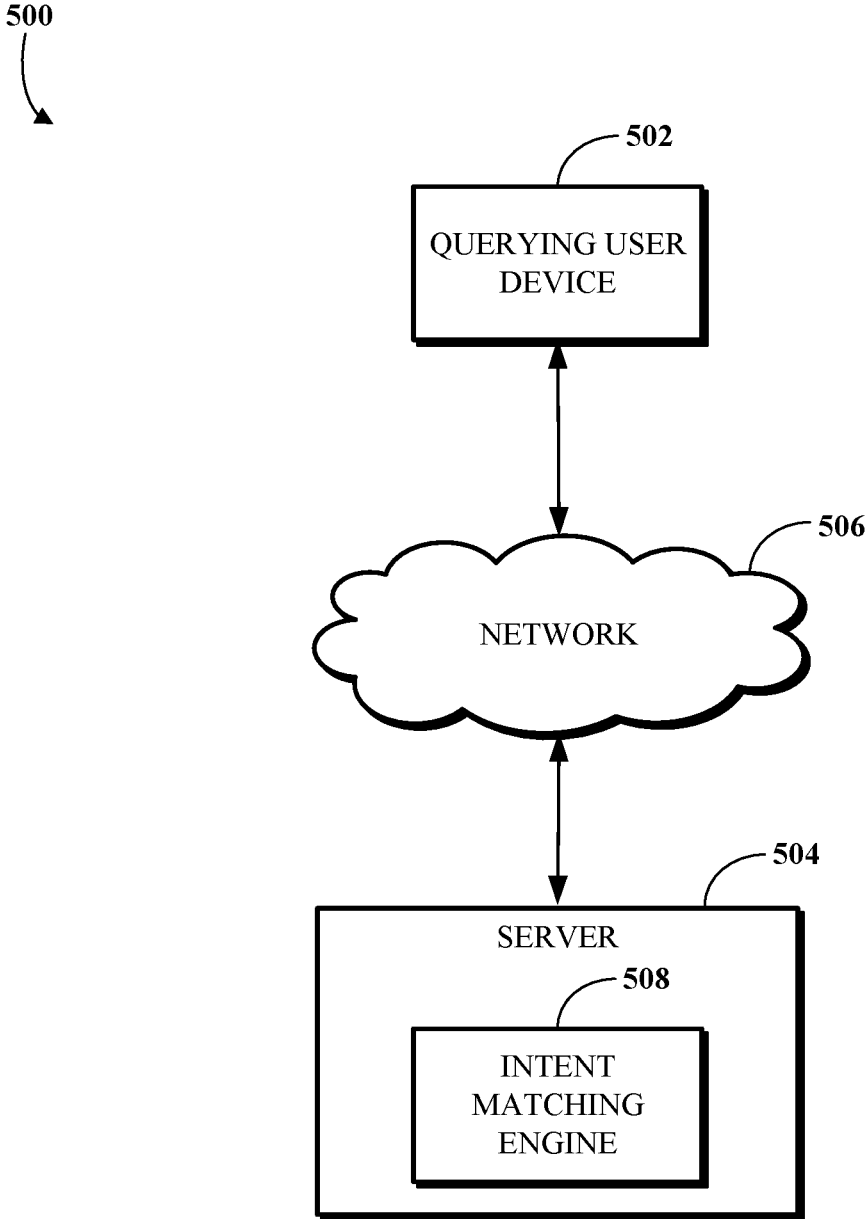 500
502
QUERYING USER
DEVICE
506
NETWORK
504
SERVER
508
INTENT
MATCHING
ENGINE